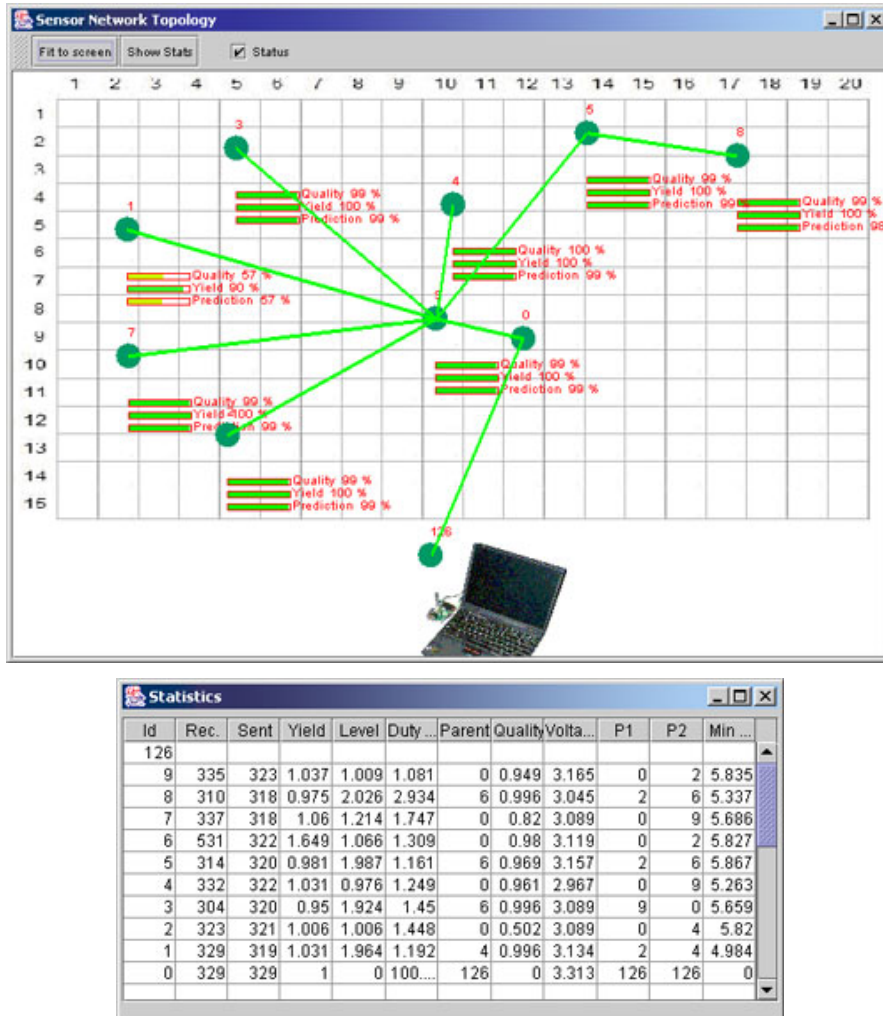 Sensor Network Topology
Fit to screen Show Stats Status
1 2 3 4 5 6 7 8 9 10 11 12 13 14 15 16 17 18 19 20
1
2
3
4
5
6
7
8
9
10
11
12
13
14
15
3
5
8
4
1
Quality 99 %
Yield 100 %
Prediction 99 %
Quality 99 %
Yield 100 %
Prediction 99 %
Quality 99 %
Yield 100 %
Prediction 98
Quality 100 %
Yield 100 %
Prediction 99 %
Quality 57 %
Yield 90 %
Prediction 57 %
9
0
7
Quality 99 %
Yield 100 %
Prediction 99 %
Quality 99 %
Yield 100 %
Prediction 99 %
Quality 99 %
Yield 100 %
Prediction 99 %
126
Statistics
Id Rec. Sent Yield Level Duty ... Parent Quality Volta... P1 P2 Min ...
126
9 335 323 1.037 1.009 1.081 0 0.949 3.165 0 2 5.835
8 310 318 0.975 2.026 2.934 6 0.996 3.045 2 6 5.337
7 337 318 1.06 1.214 1.747 0 0.82 3.089 0 9 5.686
6 531 322 1.649 1.066 1.309 0 0.98 3.119 0 2 5.827
5 314 320 0.981 1.987 1.161 6 0.969 3.157 2 6 5.867
4 332 322 1.031 0.976 1.249 0 0.961 2.967 0 9 5.263
3 304 320 0.95 1.924 1.45 6 0.996 3.089 9 0 5.659
2 323 321 1.006 1.006 1.448 0 0.502 3.089 0 4 5.82
1 329 319 1.031 1.964 1.192 4 0.996 3.134 2 4 4.984
0 329 329 1 0 100.... 126 0 3.313 126 126 0